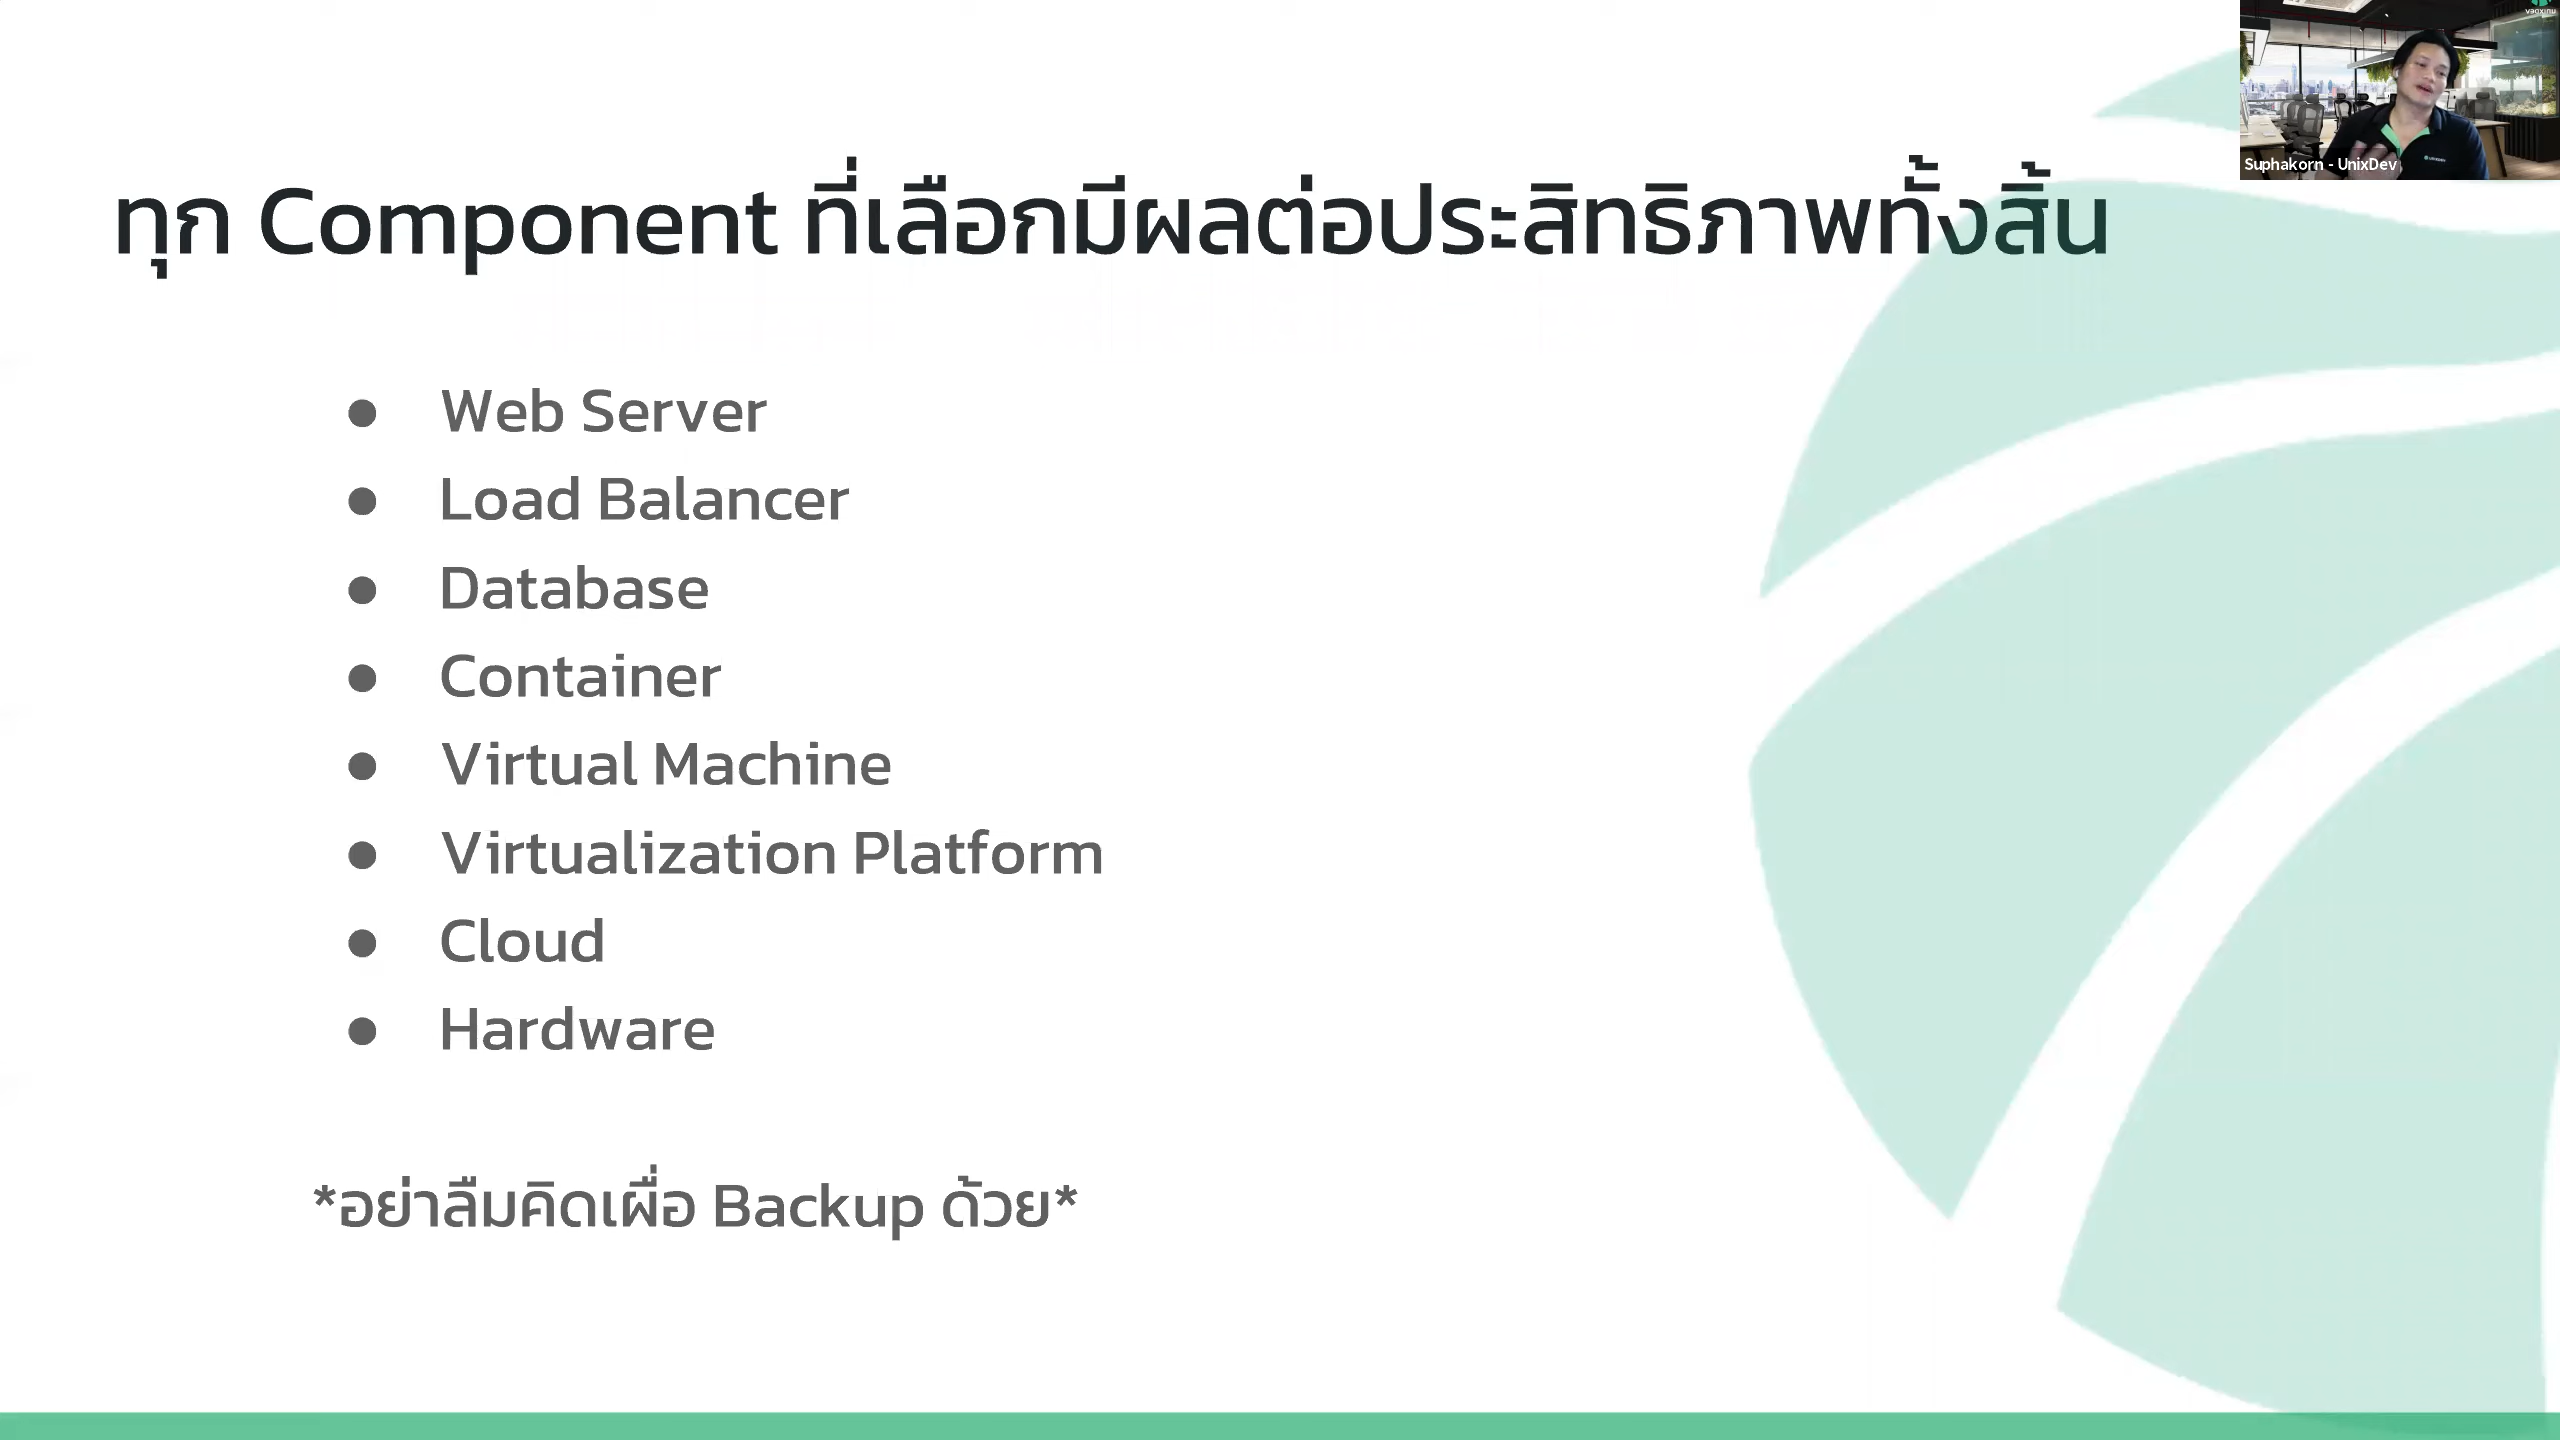 ทุก Component ที่เลือกมีผลต่อประสิทธิภาพทั้งสิ้น
Suphakorn - UnixDev
● Web Server
● Load Balancer
● Database
● Container
● Virtual Machine
● Virtualization Platform
● Cloud
● Hardware
*อย่าลืมคิดเผื่อ Backup ด้วย*